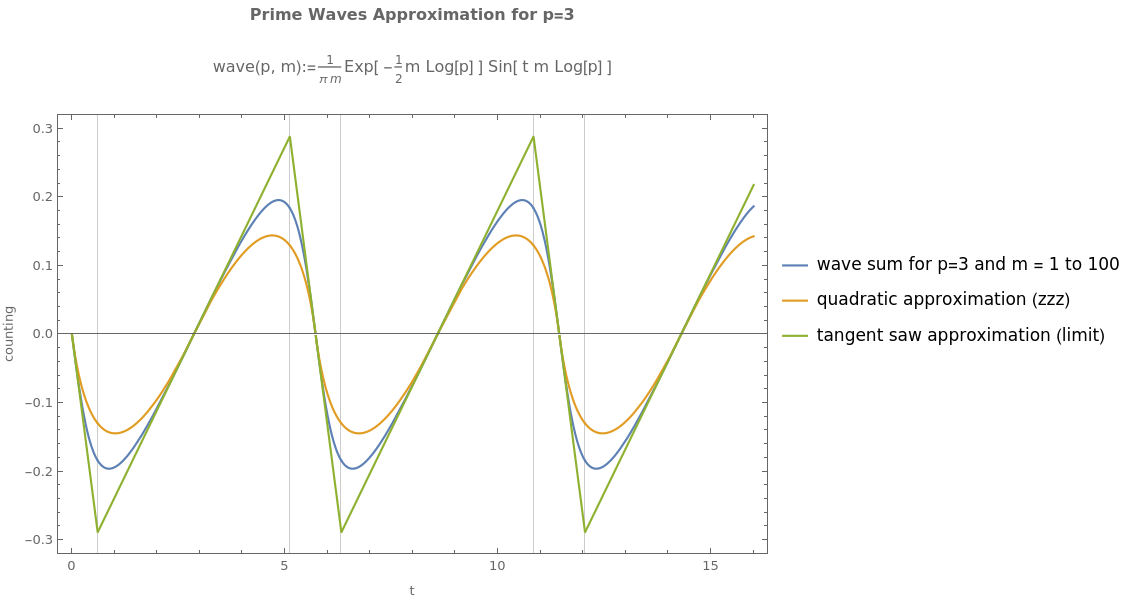 Prime Waves Approximation for p=3
wave(p, m):= 1/(π m) Exp[ −1/2 m Log[p] ] Sin[ t m Log[p] ]
0.3
0.2
0.1
0.0
−0.1
−0.2
−0.3
counting
0 5 10 15
t
wave sum for p=3 and m = 1 to 100
quadratic approximation (zzz)
tangent saw approximation (limit)